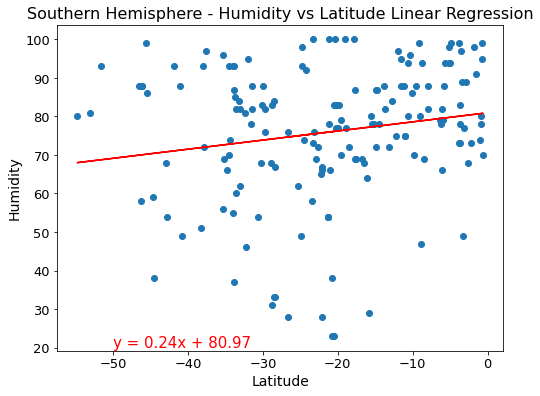 Southern Hemisphere - Humidity vs Latitude Linear Regression
100
90
80
70
60
50
40
30
20
Humidity
y = 0.24x + 80.97
−50 −40 −30 −20 −10 0
Latitude